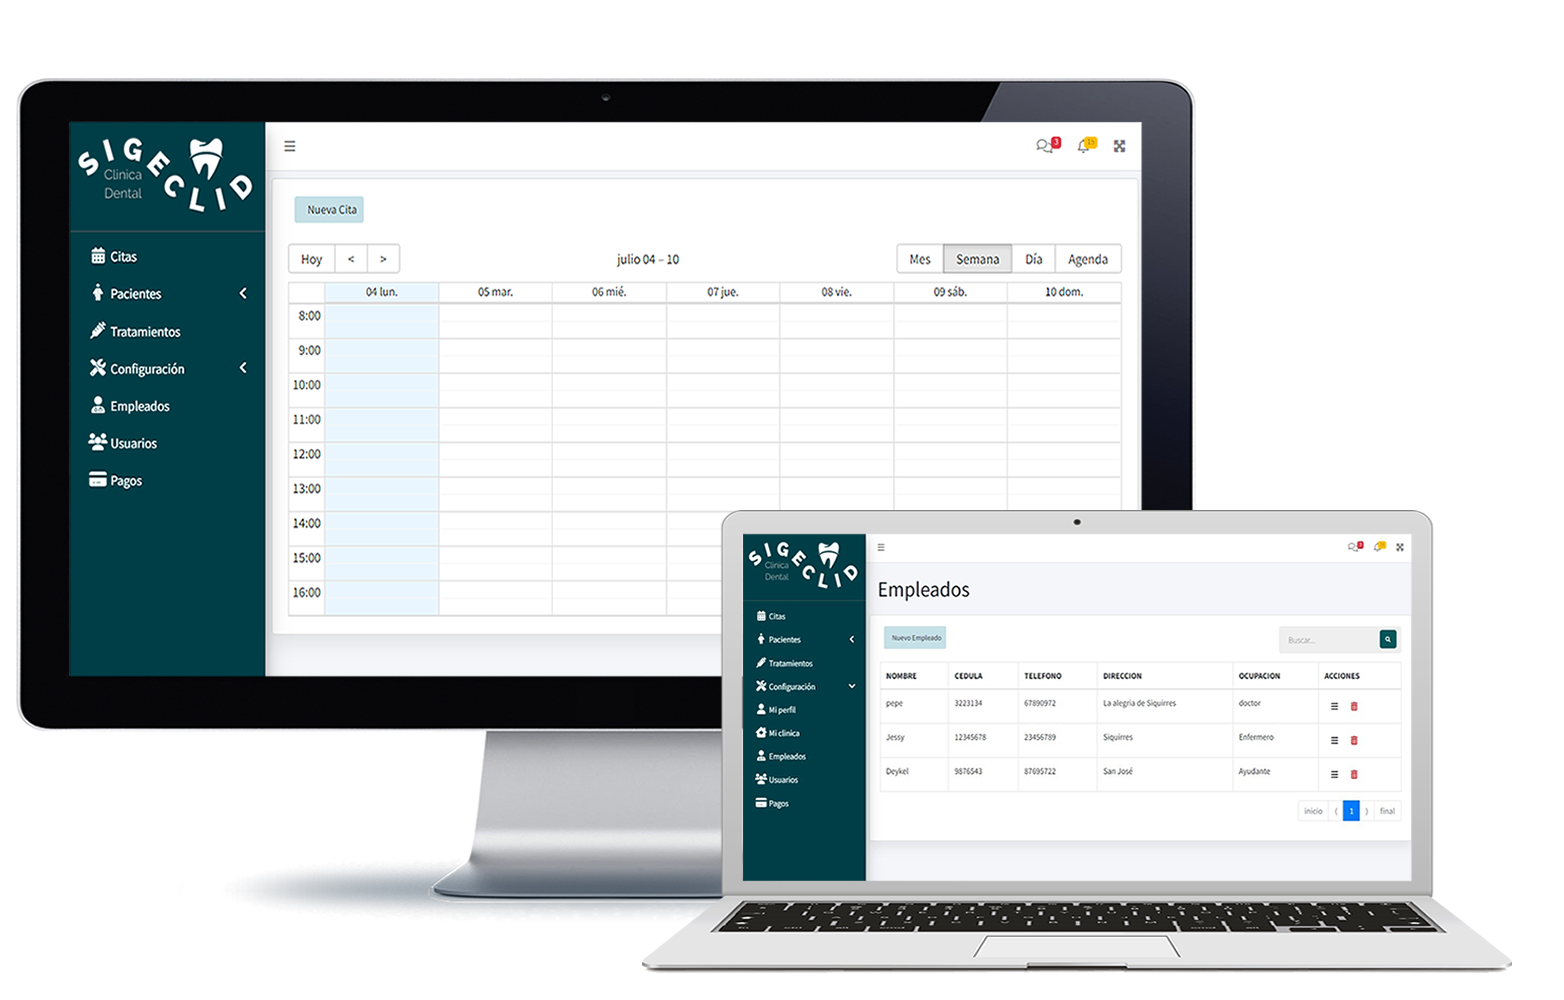 SIGECLID
Clinica
Dental
3
15
Nueva Cita
Citas
Hoy < > julio 04 – 10 Mes Semana Día Agenda
Pacientes
04 lun. 05 mar. 06 mié. 07 jue. 08 vie. 09 sáb. 10 dom.
Tratamientos
Configuración
Empleados
Usuarios
Pagos
8:00
9:00
10:00
11:00
12:00
13:00
14:00
15:00
16:00
SIGECLID
Clinica
Dental
3
Empleados
Citas
Pacientes
Tratamientos
Configuración
Mi perfil
Mi clinica
Empleados
Usuarios
Pagos
Nuevo Empleado Buscar...
NOMBRE CEDULA TELEFONO DIRECCION OCUPACION ACCIONES
pepe 3223134 67890972 La alegria de Siquirres doctor
Jessy 12345678 23456789 Siquirres Enfermero
Deykel 9876543 87695722 San José Ayudante
inicio ⟨ 1 ⟩ final